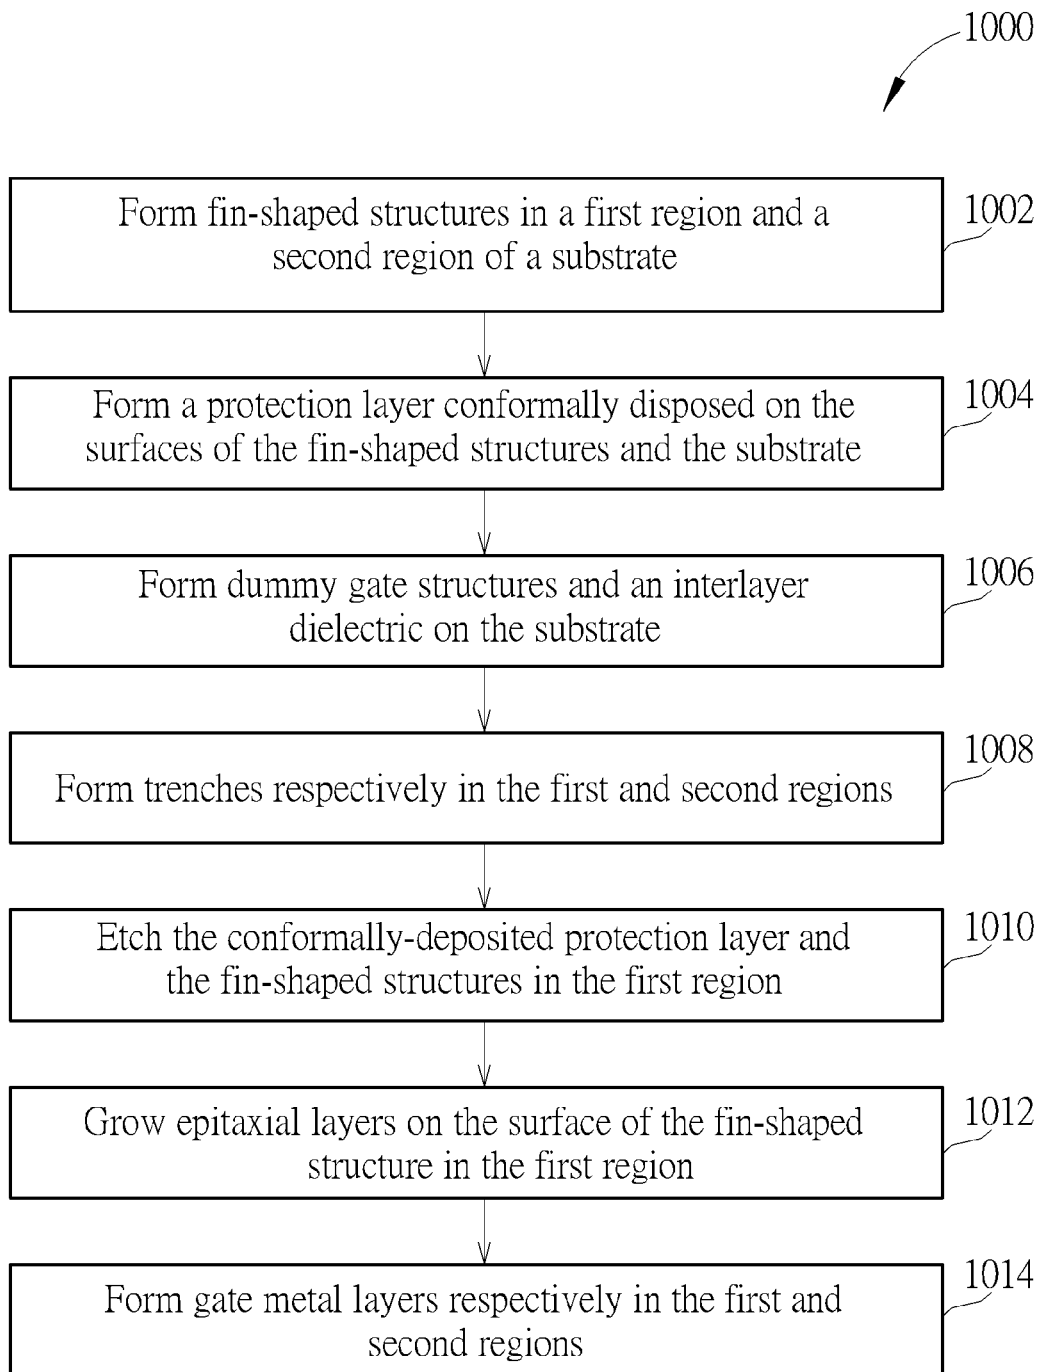 1000
Form fin-shaped structures in a first region and a
second region of a substrate
1002
Form a protection layer conformally disposed on the
surfaces of the fin-shaped structures and the substrate
1004
Form dummy gate structures and an interlayer
dielectric on the substrate
1006
Form trenches respectively in the first and second regions
1008
Etch the conformally-deposited protection layer and
the fin-shaped structures in the first region
1010
Grow epitaxial layers on the surface of the fin-shaped
structure in the first region
1012
Form gate metal layers respectively in the first and
second regions
1014